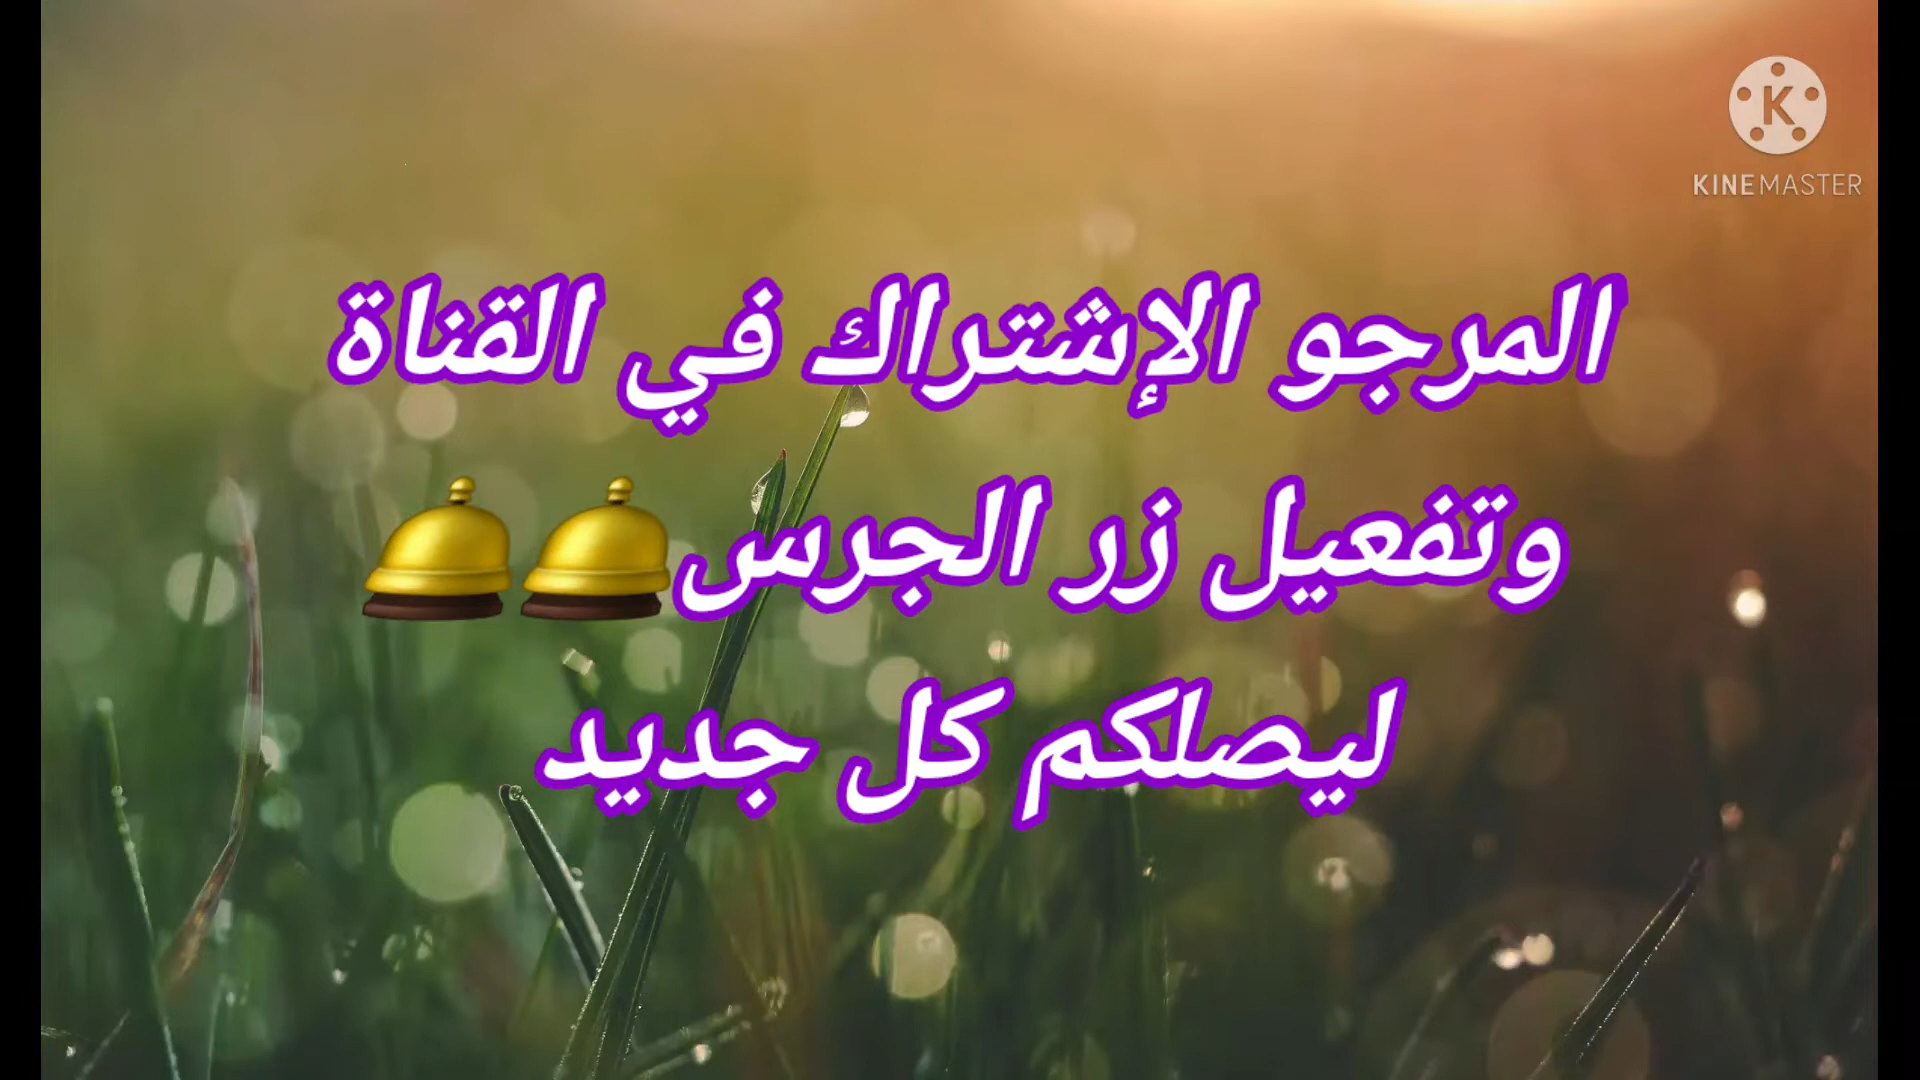 KINEMASTER
المرجو الإشتراك في القناة
وتفعيل زر الجرس🛎️🛎️
ليصلكم كل جديد